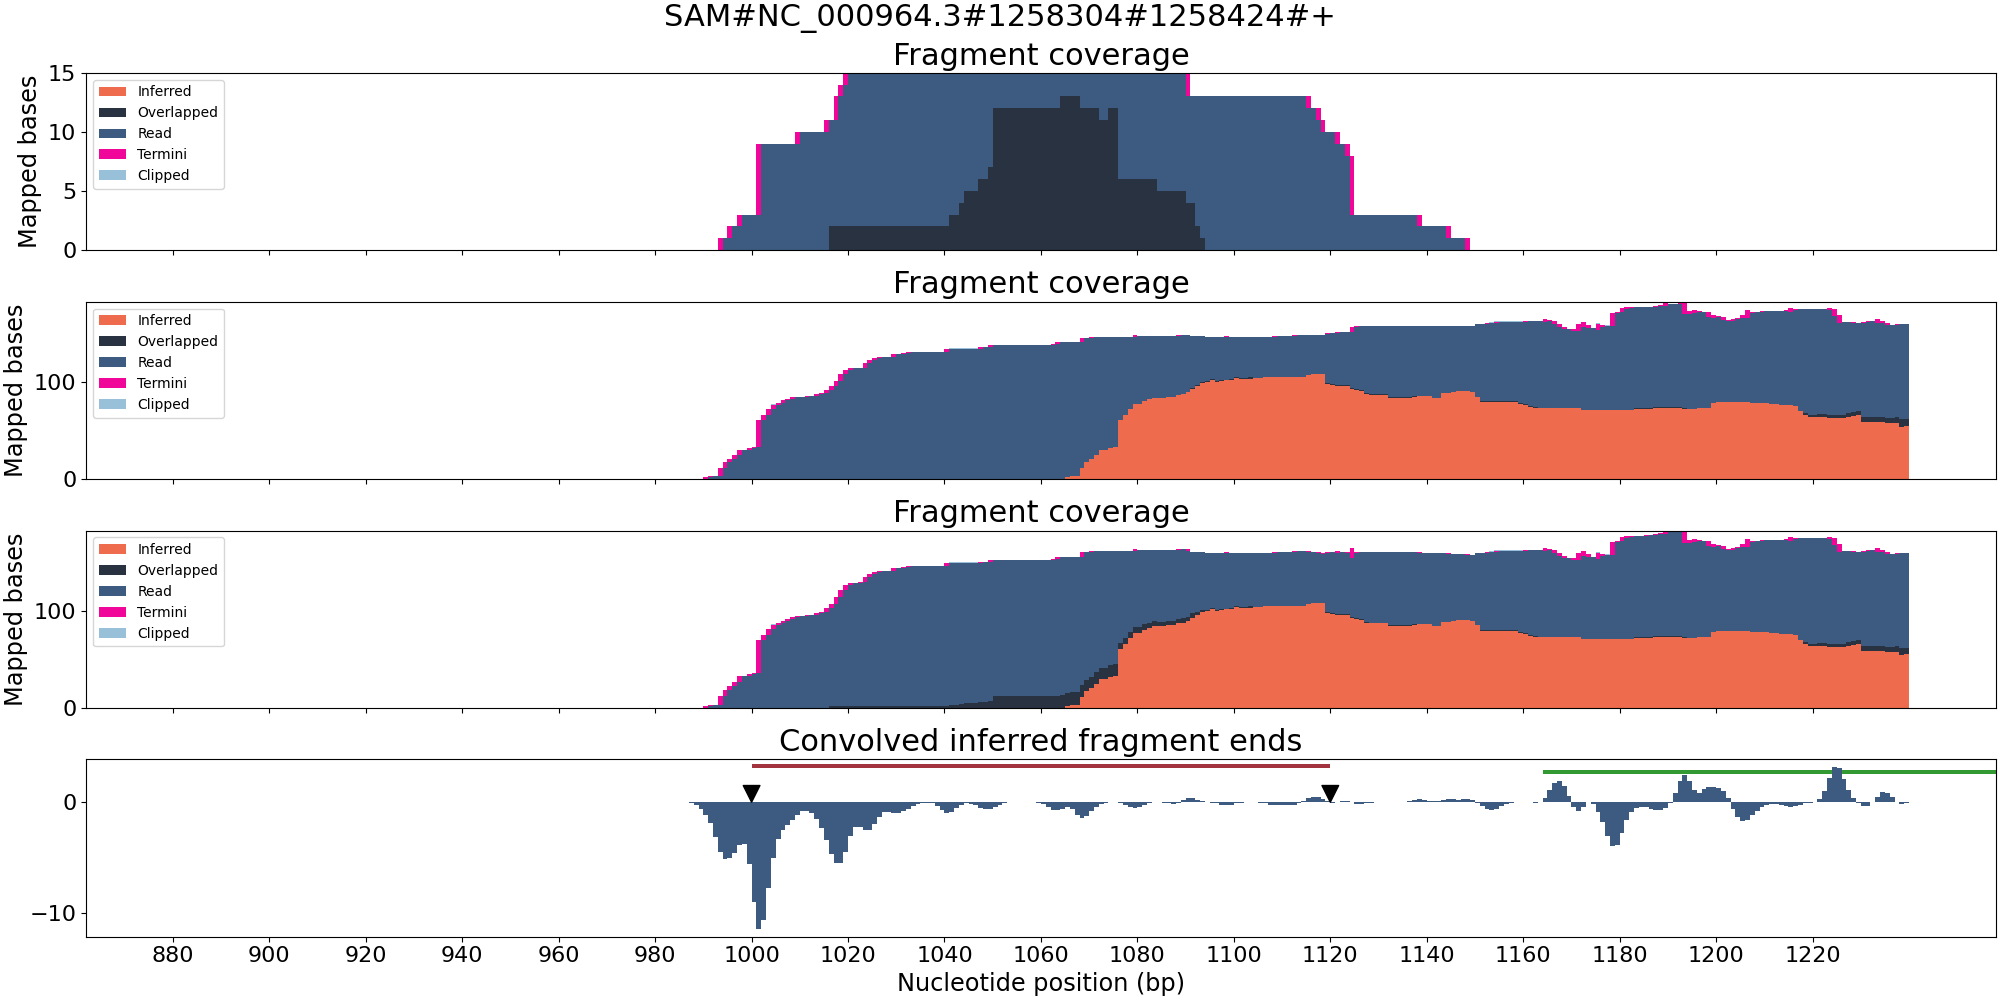 SAM#NC_000964.3#1258304#1258424#+
Fragment coverage
Mapped bases
15
10
5
0
Inferred
Overlapped
Read
Termini
Clipped
Fragment coverage
Mapped bases
100
0
Inferred
Overlapped
Read
Termini
Clipped
Fragment coverage
Mapped bases
100
0
Inferred
Overlapped
Read
Termini
Clipped
Convolved inferred fragment ends
0
−10
880 900 920 940 960 980 1000 1020 1040 1060 1080 1100 1120 1140 1160 1180 1200 1220
Nucleotide position (bp)